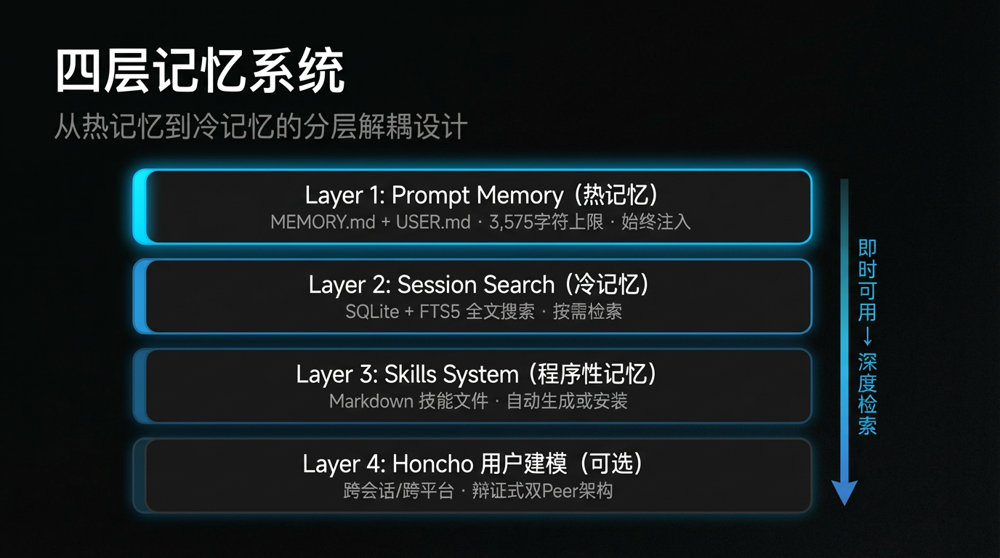 四层记忆系统
从热记忆到冷记忆的分层解耦设计
Layer 1: Prompt Memory（热记忆）
MEMORY.md + USER.md · 3,575字符上限 · 始终注入
Layer 2: Session Search（冷记忆）
SQLite + FTS5 全文搜索 · 按需检索
Layer 3: Skills System（程序性记忆）
Markdown 技能文件 · 自动生成或安装
Layer 4: Honcho 用户建模（可选）
跨会话/跨平台 · 辩证式双Peer架构
即时可用→深度检索